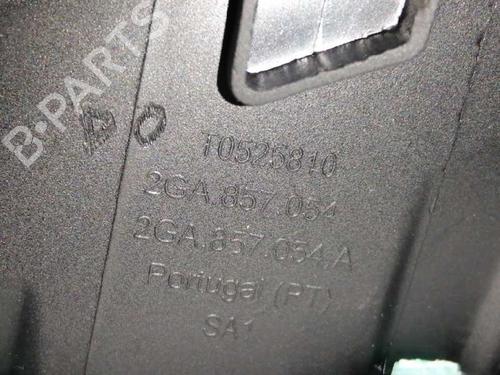 B-PARTS
T0525810
2GA.857.054
2GA.857.054.A
Portugal (PT)
SA1